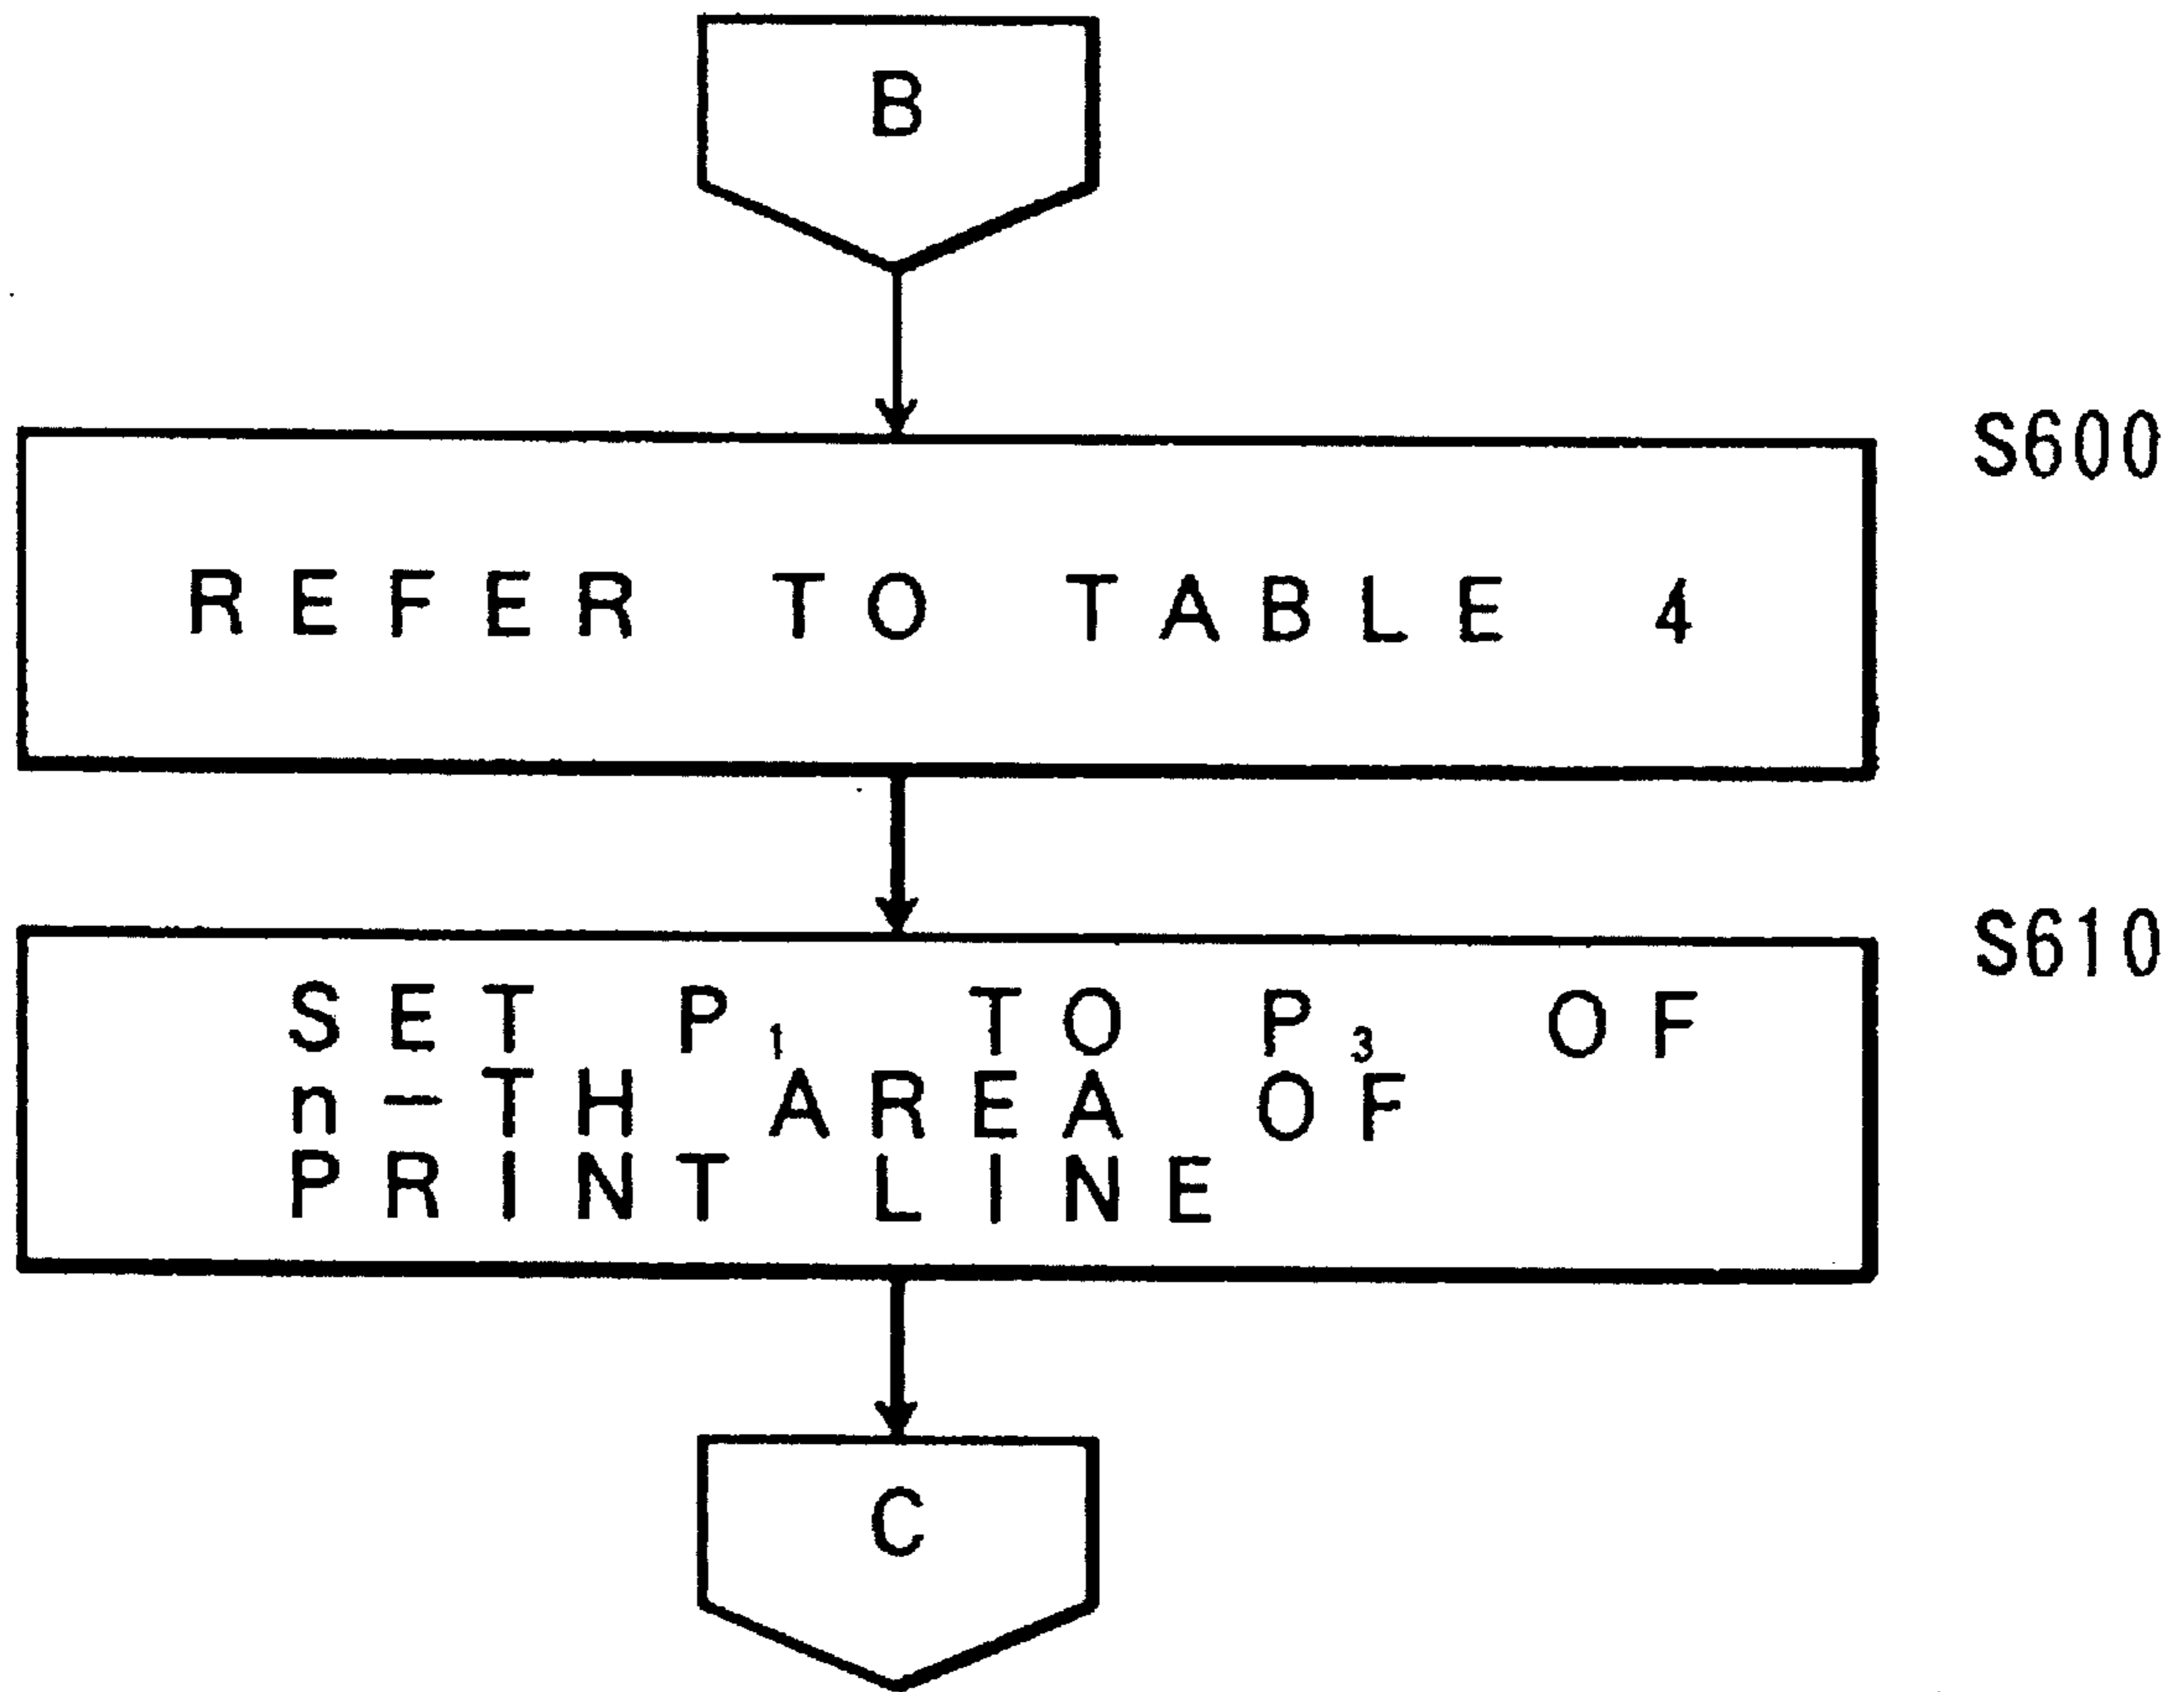 B
S600
REFER TO TABLE 4
S610
SET P₁ TO P₃ OF
n-TH AREA OF
PRINT LINE
C